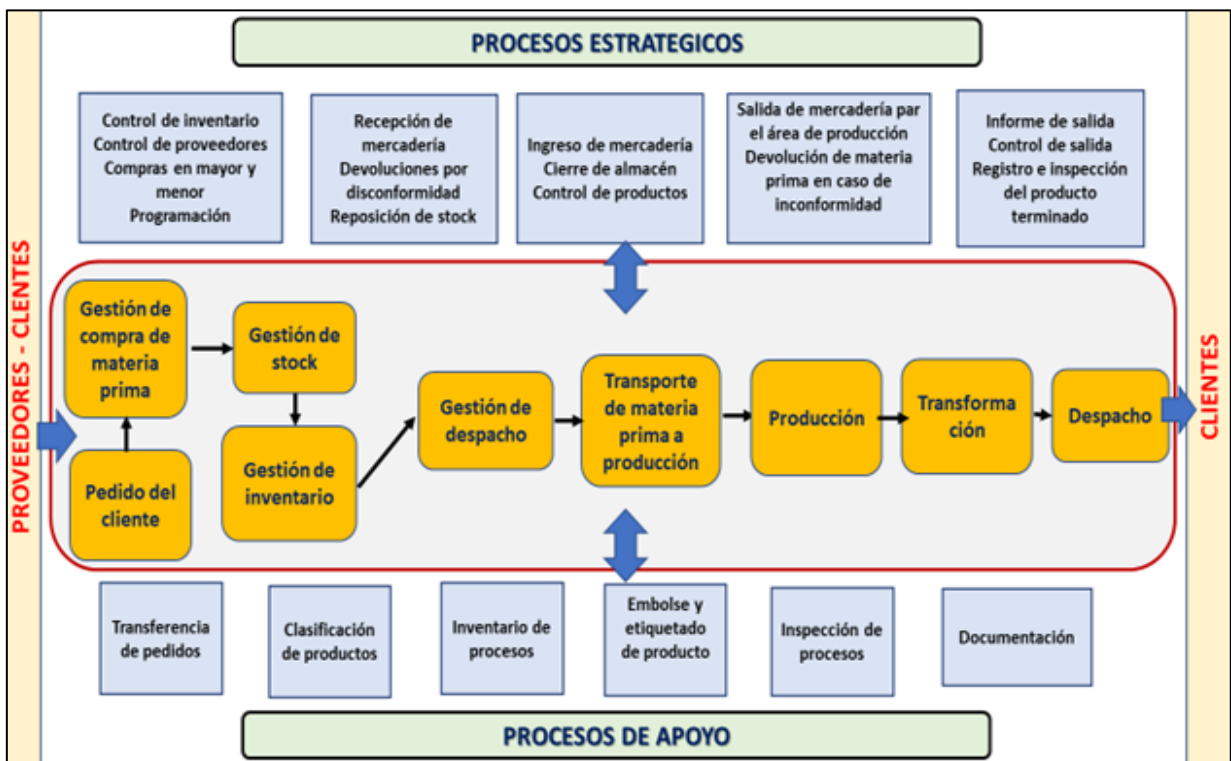 PROCESOS ESTRATEGICOS
Control de inventario
Control de proveedores
Compras en mayor y
menor
Programación
Recepción de
mercadería
Devoluciones por
disconformidad
Reposición de stock
Ingreso de mercadería
Cierre de almacén
Control de productos
Salida de mercadería par
el área de producción
Devolución de materia
prima en caso de
inconformidad
Informe de salida
Control de salida
Registro e inspección
del producto
terminado
PROVEEDORES - CLENTES
Gestión de
compra de
materia
prima
Gestión de
stock
Pedido del
cliente
Gestión de
inventario
Gestión de
despacho
Transporte
de materia
prima a
producción
Producción
Transforma
ción
Despacho
CLIENTES
Transferencia
de pedidos
Clasificación
de productos
Inventario de
procesos
Embolse y
etiquetado
de producto
Inspección de
procesos
Documentación
PROCESOS DE APOYO